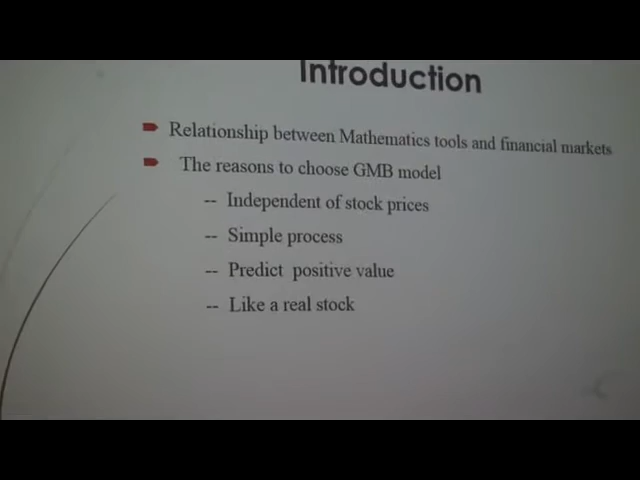 Introduction
Relationship between Mathematics tools and financial markets
The reasons to choose GMB model
-- Independent of stock prices
-- Simple process
-- Predict positive value
-- Like a real stock